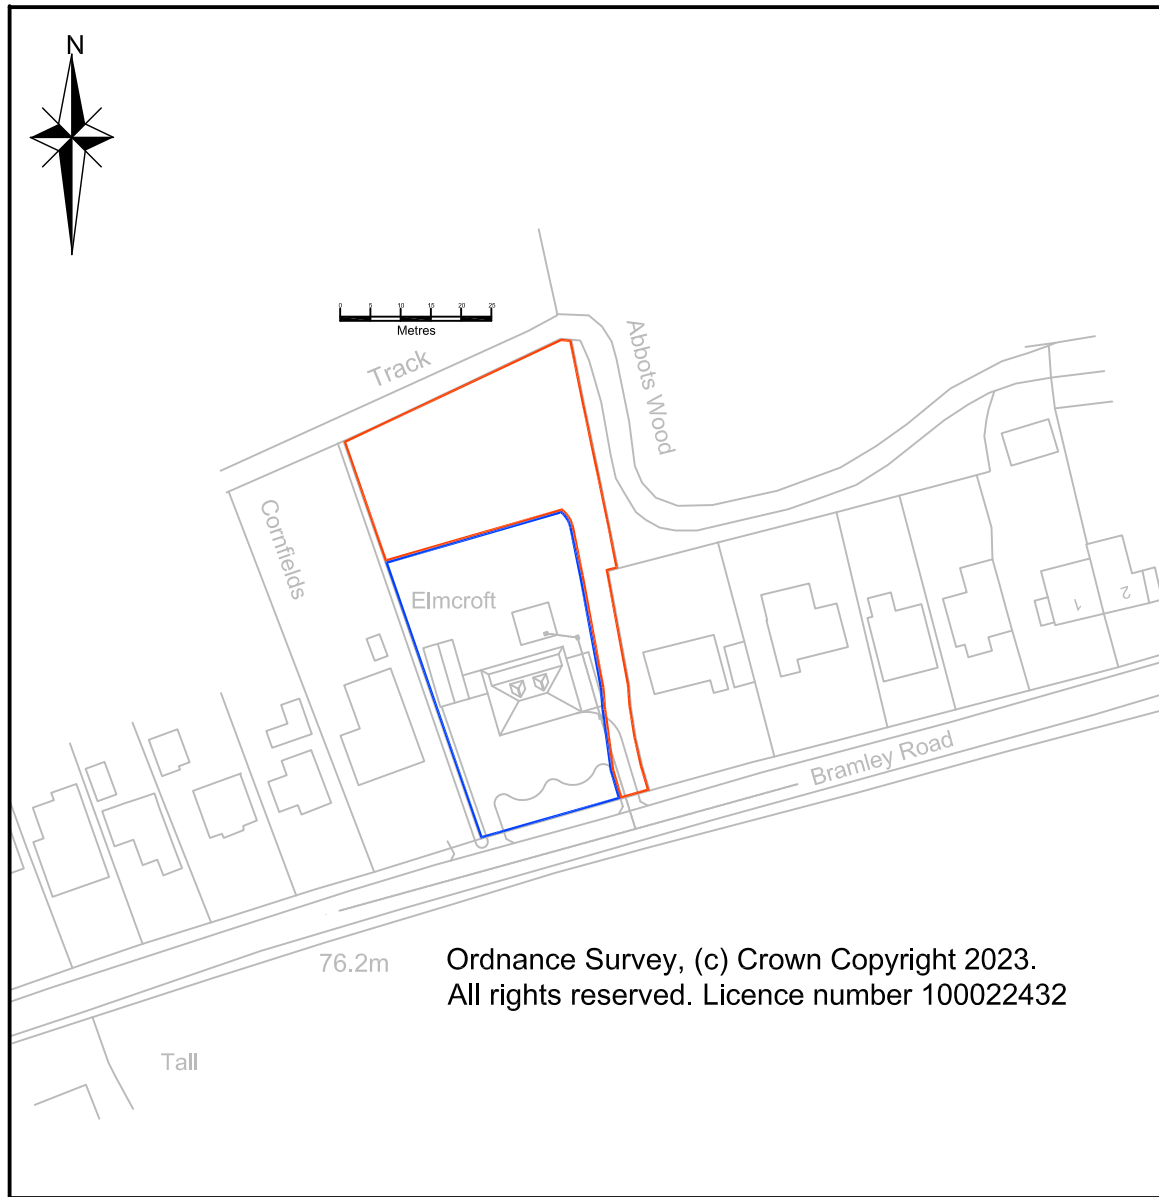 N
0 5 10 15 20 25
Metres
Track
Abbots Wood
Cornfields
Elmcroft
1
2
Bramley Road
76.2m
Ordnance Survey, (c) Crown Copyright 2023.
All rights reserved. Licence number 100022432
Tall